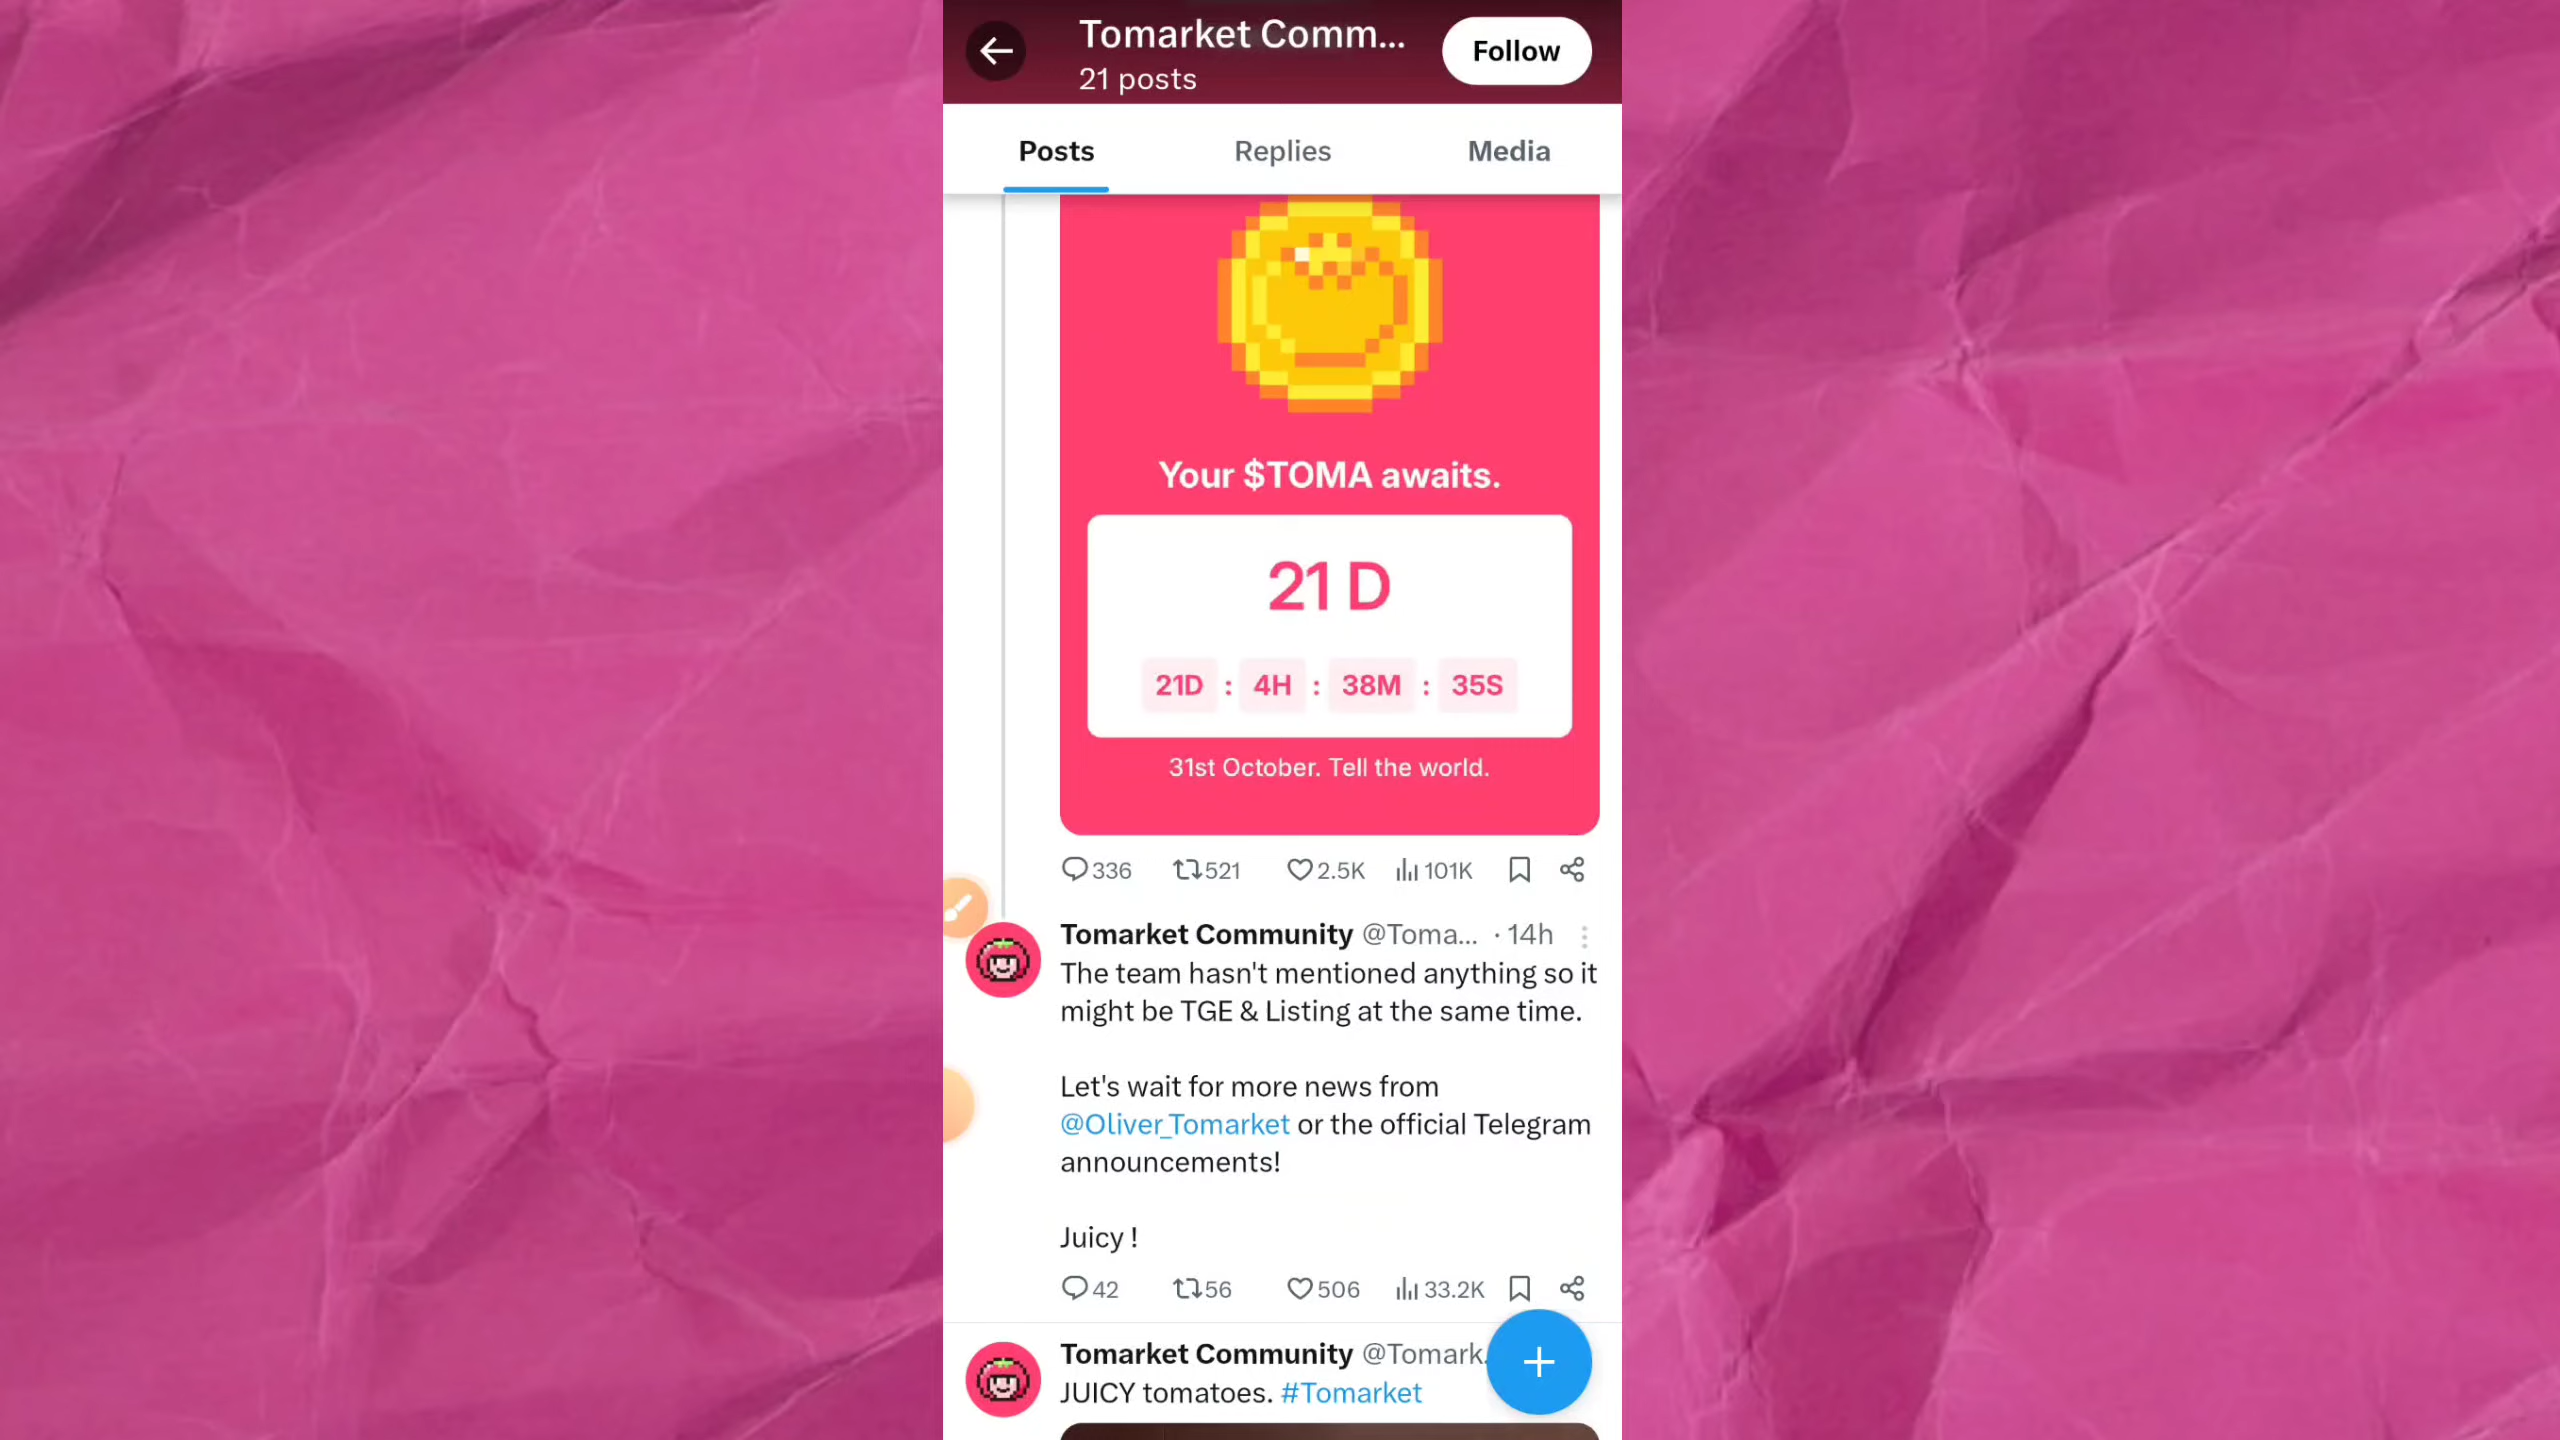 Tomarket Comm...
21 posts
Follow
Posts
Replies
Media
Your $TOMA awaits.
21 D
21D : 4H : 38M : 35S
31st October. Tell the world.
336 521 2.5K 101K
Tomarket Community @Toma... · 14h
The team hasn't mentioned anything so it
might be TGE & Listing at the same time.
Let's wait for more news from
@Oliver_Tomarket or the official Telegram
announcements!
Juicy !
42 56 506 33.2K
Tomarket Community @Tomark.
JUICY tomatoes. #Tomarket